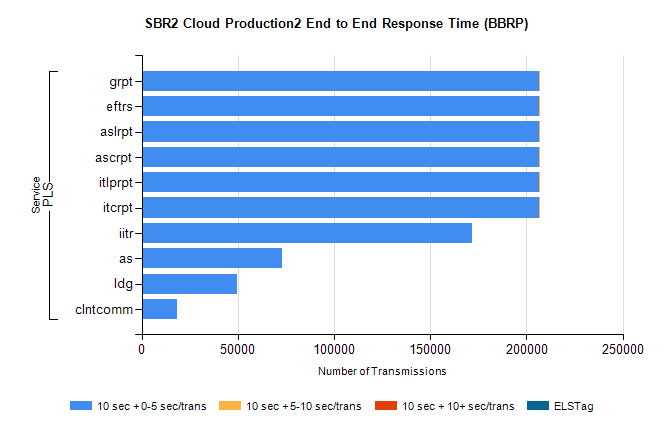 SBR2 Cloud Production2 End to End Response Time (BBRP)
Service
PLS
grpt
eftrs
aslrpt
ascrpt
itlprpt
itcrpt
iitr
as
ldg
clntcomm
0 50000 100000 150000 200000 250000
Number of Transmissions
10 sec +0-5 sec/trans 10 sec +5-10 sec/trans 10 sec + 10+ sec/trans ELSTag